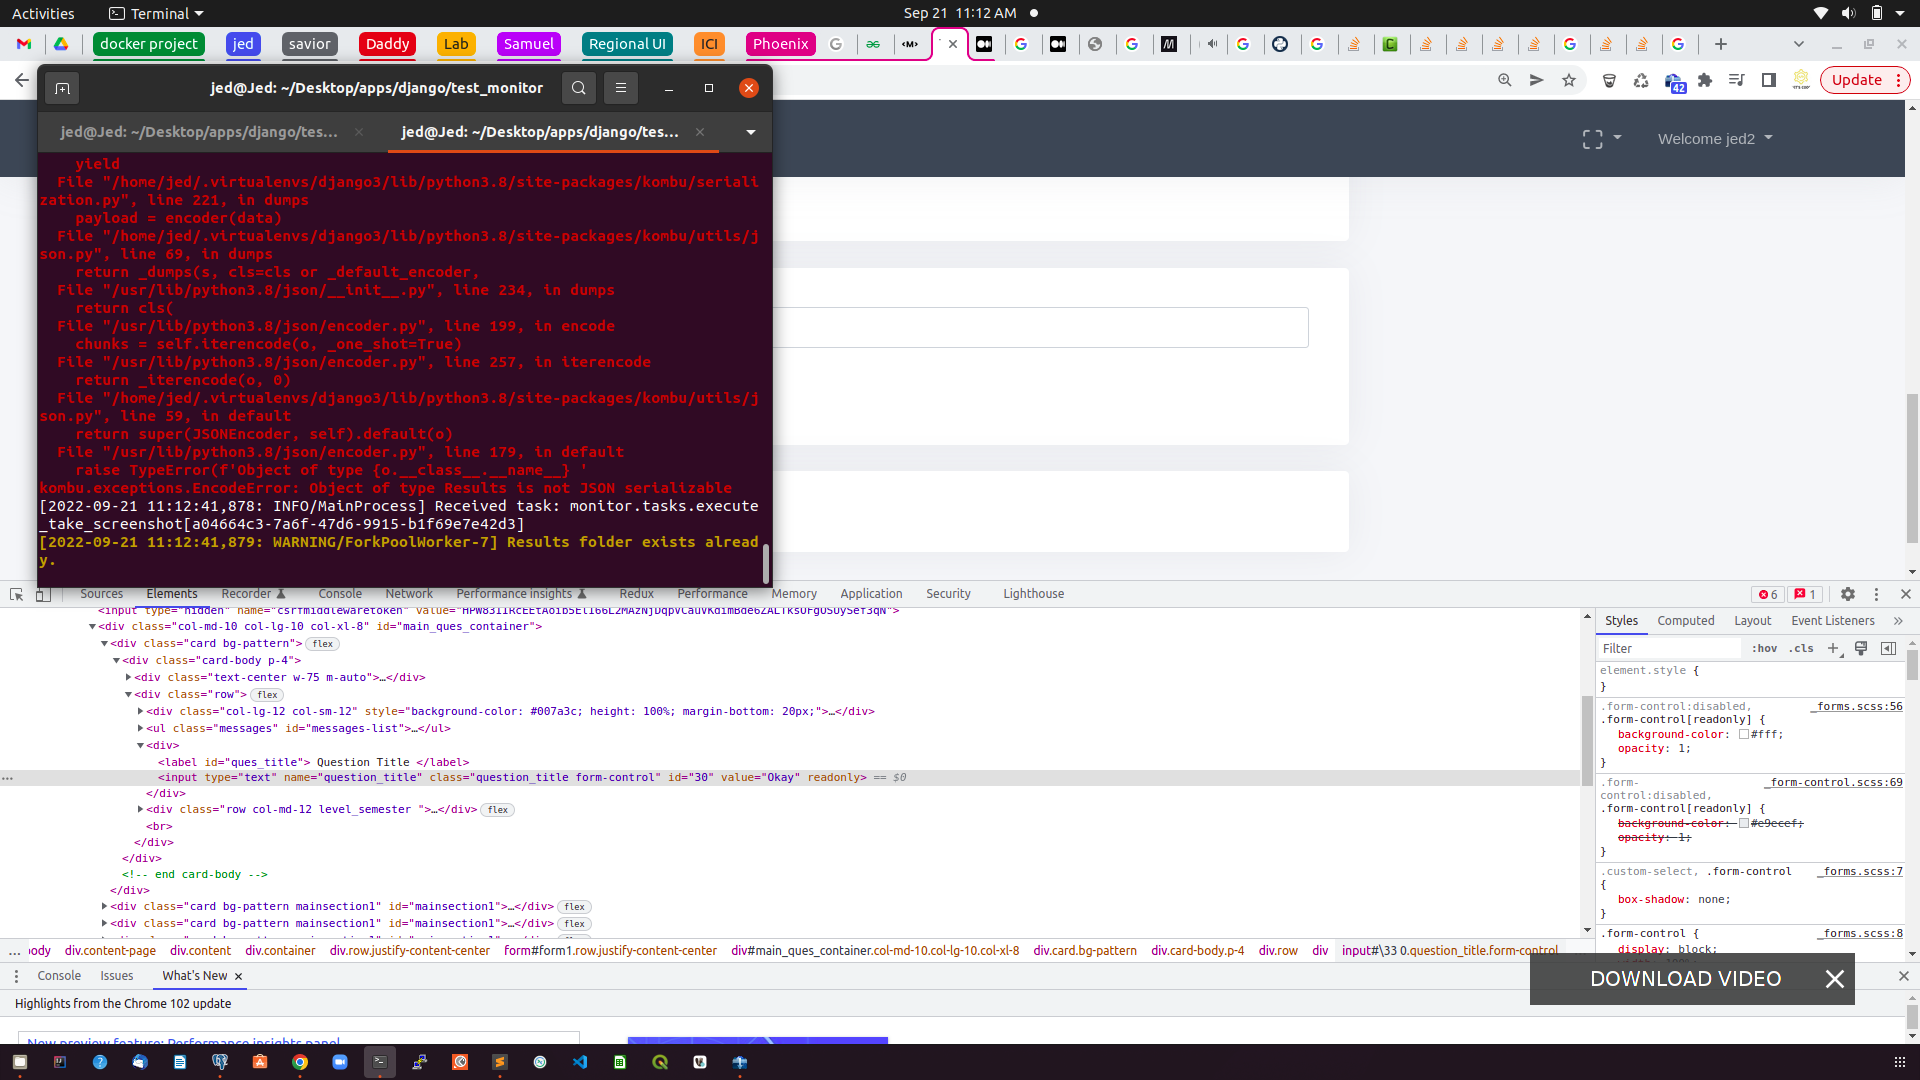 Activities
Terminal
Sep 21 11:12 AM
docker project
jed
savior
Daddy
Lab
Samuel
Regional UI
ICI
Phoenix
jed@Jed: ~/Desktop/apps/django/test_monitor
Update
42
jed@Jed: ~/Desktop/apps/django/tes...
jed@Jed: ~/Desktop/apps/django/tes...
Welcome jed2
yield
File "/home/jed/.virtualenvs/django3/lib/python3.8/site-packages/kombu/seriali
zation.py", line 221, in dumps
payload = encoder(data)
File "/home/jed/.virtualenvs/django3/lib/python3.8/site-packages/kombu/utils/j
son.py", line 69, in dumps
return _dumps(s, cls=cls or _default_encoder,
File "/usr/lib/python3.8/json/__init__.py", line 234, in dumps
return cls(
File "/usr/lib/python3.8/json/encoder.py", line 199, in encode
chunks = self.iterencode(o, _one_shot=True)
File "/usr/lib/python3.8/json/encoder.py", line 257, in iterencode
return _iterencode(o, 0)
File "/home/jed/.virtualenvs/django3/lib/python3.8/site-packages/kombu/utils/j
son.py", line 59, in default
return super(JSONEncoder, self).default(o)
File "/usr/lib/python3.8/json/encoder.py", line 179, in default
raise TypeError(f'Object of type {o.__class__.__name__} '
kombu.exceptions.EncodeError: Object of type Results is not JSON serializable
[2022-09-21 11:12:41,878: INFO/MainProcess] Received task: monitor.tasks.execute
_take_screenshot[a04664c3-7a6f-47d6-9915-b1f69e7e42d3]
[2022-09-21 11:12:41,879: WARNING/ForkPoolWorker-7] Results folder exists alread
y.
Sources Elements Recorder Console Network Performance insights Redux Performance Memory Application Security Lighthouse
6
1
<div class="col-md-10 col-lg-10 col-xl-8" id="main_ques_container">
<div class="card bg-pattern"> flex
<div class="card-body p-4">
<div class="text-center w-75 m-auto">…</div>
<div class="row"> flex
<div class="col-lg-12 col-sm-12" style="background-color: #007a3c; height: 100%; margin-bottom: 20px;">…</div>
<ul class="messages" id="messages-list">…</ul>
<div>
<label id="ques_title"> Question Title </label>
<input type="text" name="question_title" class="question_title form-control" id="30" value="Okay" readonly> == $0
</div>
<div class="row col-md-12 level_semester ">…</div> flex
<br>
</div>
</div>
<!-- end card-body -->
</div>
<div class="card bg-pattern mainsection1" id="mainsection1">…</div> flex
<div class="card bg-pattern mainsection1" id="mainsection1">…</div> flex
Styles Computed Layout Event Listeners »
Filter :hov .cls
element.style {
}
.form-control:disabled, _forms.scss:56
.form-control[readonly] {
background-color: #fff;
opacity: 1;
}
.form- _form-control.scss:69
control:disabled,
.form-control[readonly] {
background-color: #e9ecef;
opacity: 1;
}
.custom-select, .form-control _forms.scss:7
{
box-shadow: none;
}
.form-control { _forms.scss:8
display: block;
... body div.content-page div.content div.container div.row.justify-content-center form#form1.row.justify-content-center div#main_ques_container.col-md-10.col-lg-10.col-xl-8 div.card.bg-pattern div.card-body.p-4 div.row div input#\33 0.question_title.form-control
Console Issues What's New
DOWNLOAD VIDEO
Highlights from the Chrome 102 update
New preview feature: Performance insights panel